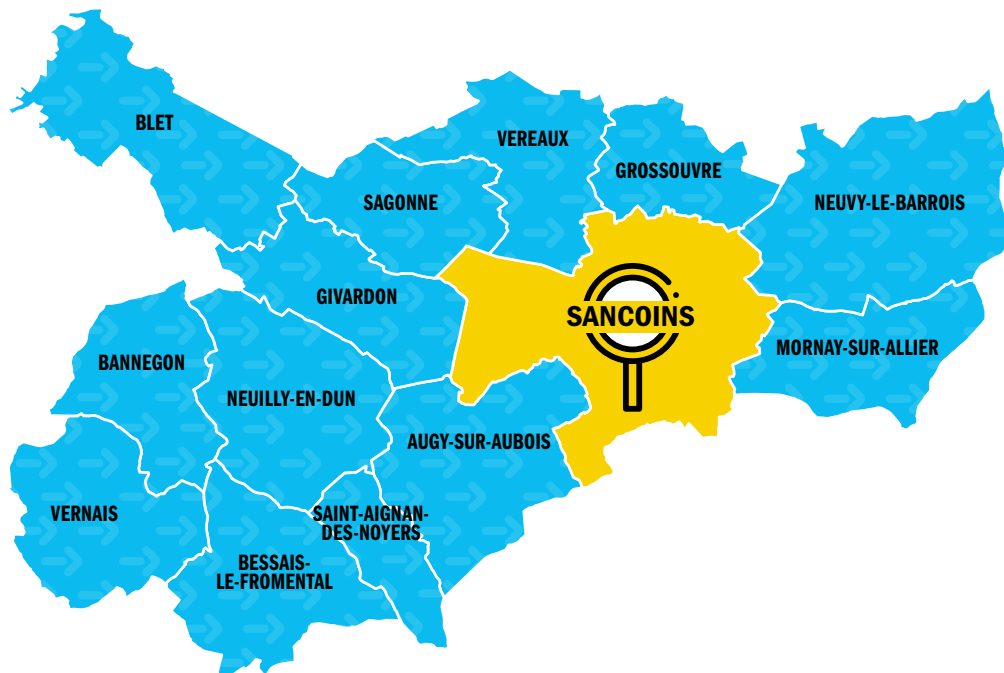 BLET
VEREAUX
GROSSOUVRE
SAGONNE
NEUVY-LE-BARROIS
GIVARDON
SANCOINS
MORNAY-SUR-ALLIER
BANNEGON
NEUILLY-EN-DUN
AUGY-SUR-AUBOIS
VERNAIS
SAINT-AIGNAN-
DES-NOYERS
BESSAIS-
LE-FROMENTAL